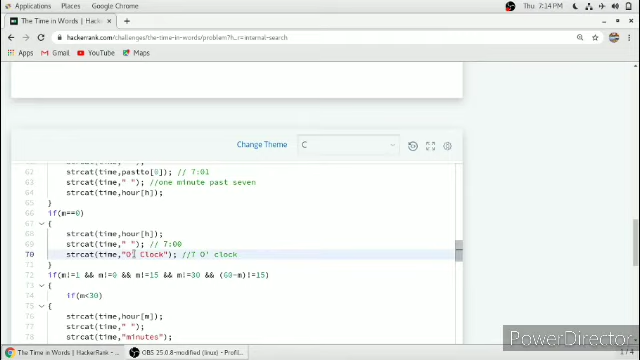 Applications Places Google Chrome Thu 7:14 PM
The Time in Words | HackerRank
hackerrank.com/challenges/the-time-in-words/problem?h_r=internal-search
Apps Gmail YouTube Maps
Change Theme C
62 strcat(time,pastto[0]); // 7:01
63 strcat(time," "); //one minute past seven
64 strcat(time,hour[h]);
65 }
66 if(m==0)
67 {
68 strcat(time,hour[h]);
69 strcat(time," "); // 7:00
70 strcat(time,"O' Clock"); //7 O' clock
71 }
72 if(m!=1 && m!=0 && m!=15 && m!=30 && (60-m)!=15)
73 {
74 if(m<30)
75 {
76 strcat(time,hour[m]);
77 strcat(time," ");
78 strcat(time,"minutes");
PowerDirector
The Time in Words | HackerRank - ... OBS 25.0.8-modified (linux) - Profil... 1 / 4